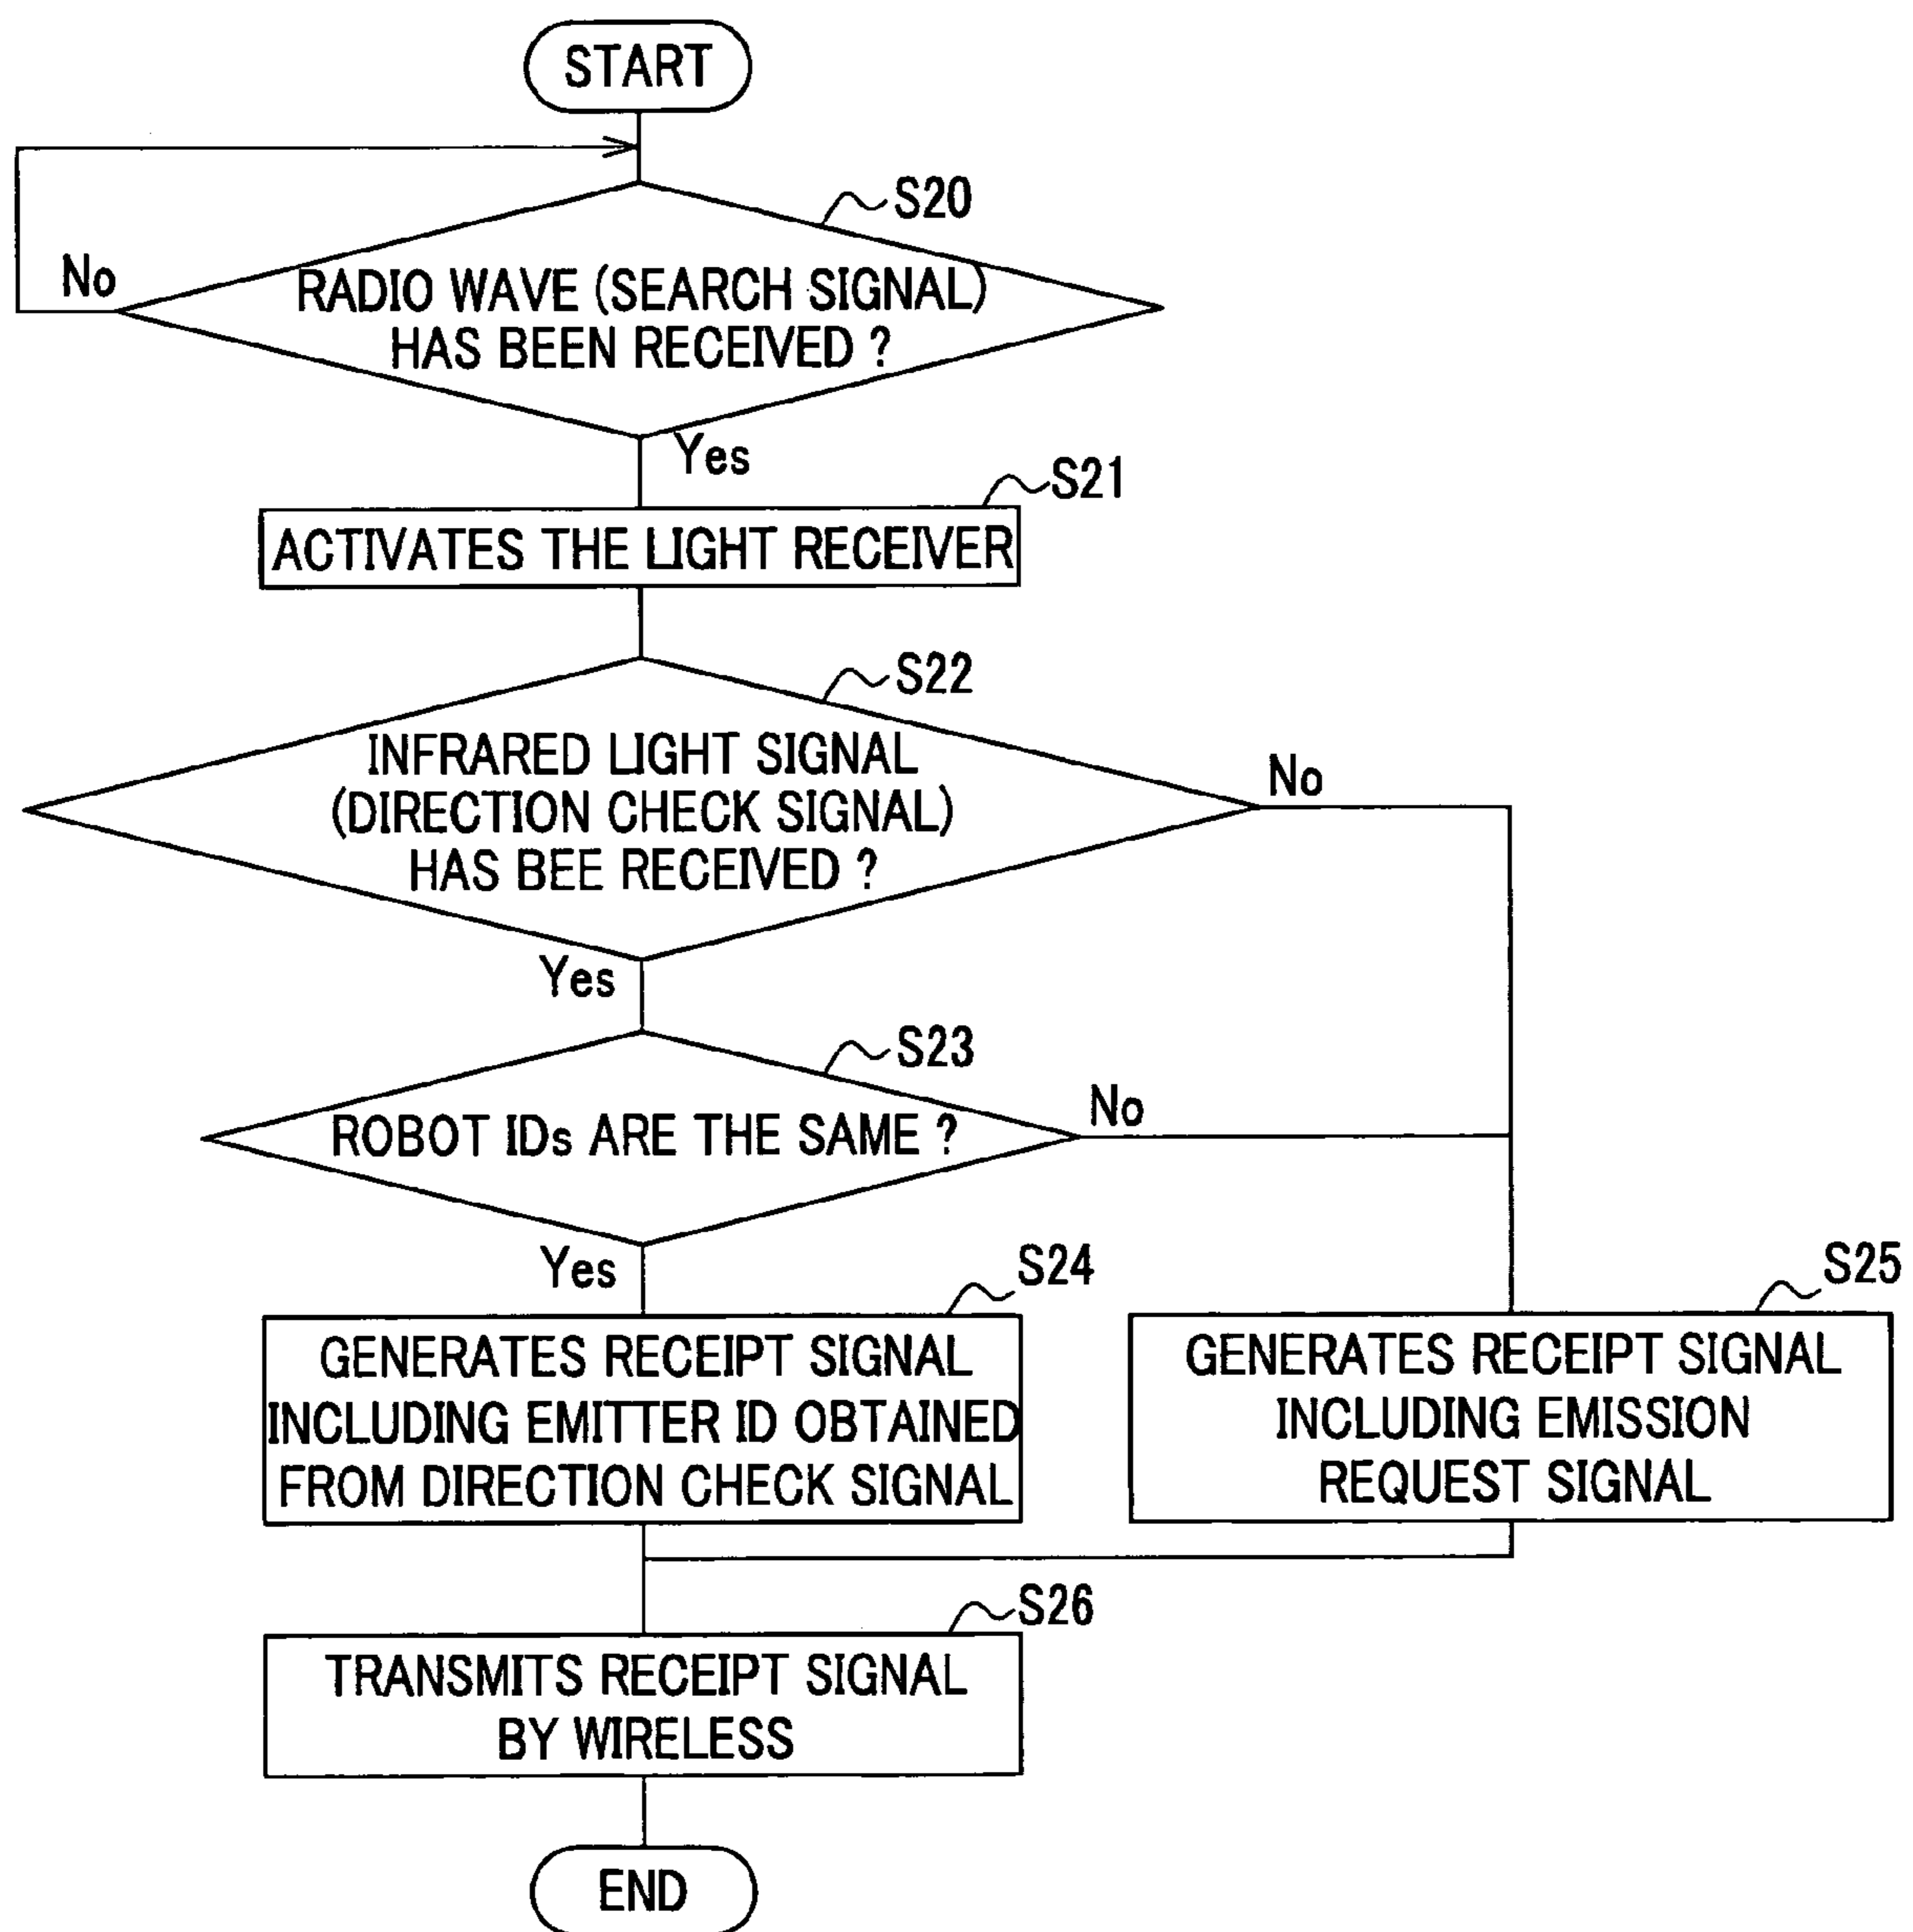 START
S20
No
RADIO WAVE (SEARCH SIGNAL)
HAS BEEN RECEIVED ?
Yes
S21
ACTIVATES THE LIGHT RECEIVER
S22
INFRARED LIGHT SIGNAL
(DIRECTION CHECK SIGNAL)
HAS BEE RECEIVED ?
No
Yes
S23
ROBOT IDs ARE THE SAME ?
No
Yes
S24
GENERATES RECEIPT SIGNAL
INCLUDING EMITTER ID OBTAINED
FROM DIRECTION CHECK SIGNAL
S25
GENERATES RECEIPT SIGNAL
INCLUDING EMISSION
REQUEST SIGNAL
S26
TRANSMITS RECEIPT SIGNAL
BY WIRELESS
END